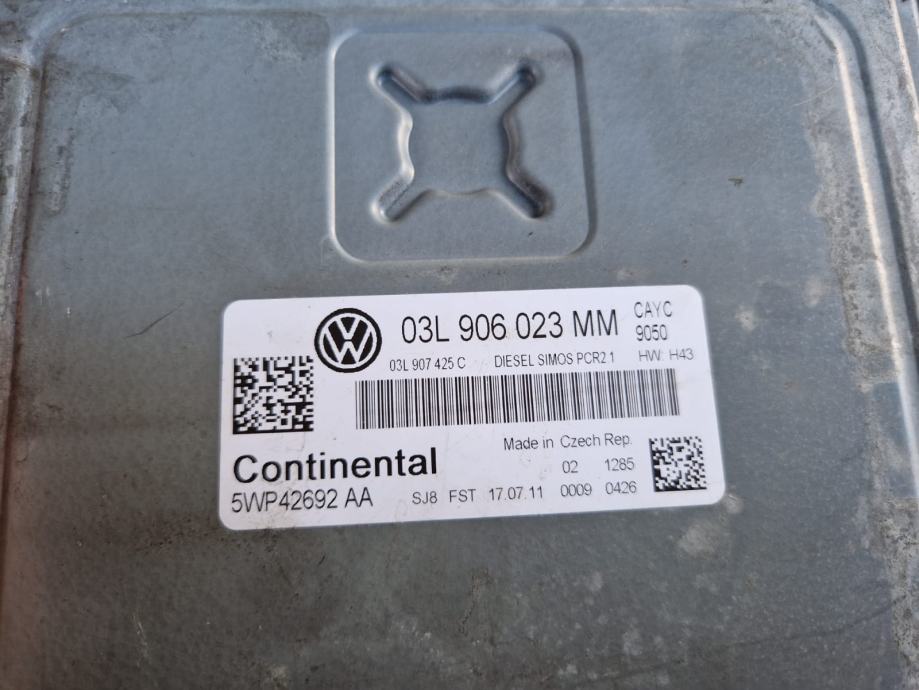 03L 906 023 MM CAYC
9050
03L 907 425 C DIESEL SIMOS PCR2.1 HW: H43
Made in Czech Rep.
Continental 02 1285
5WP42692 AA SJ8 FST 17.07.11 0009 0426